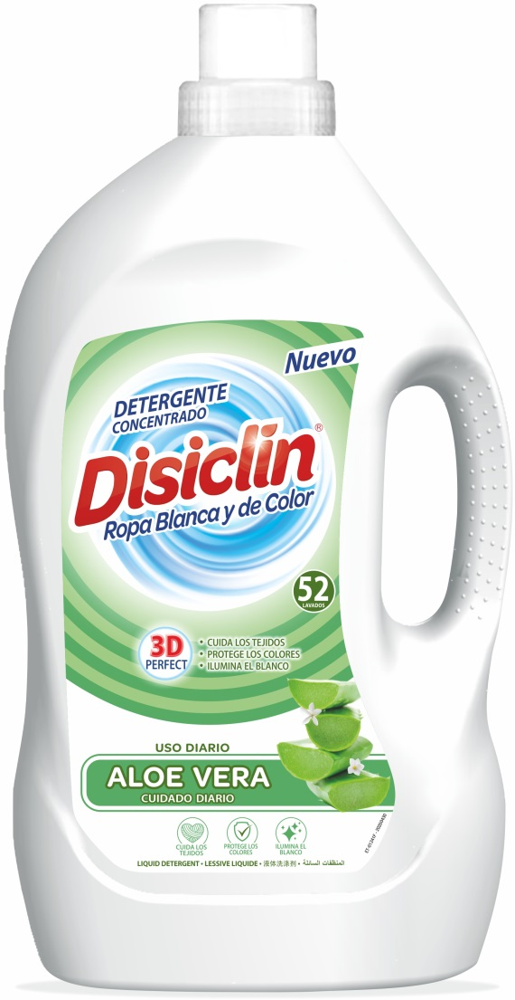 Nuevo
DETERGENTE
CONCENTRADO
Disiclín®
Ropa Blanca y de Color
52
LAVADOS
3D
PERFECT
• CUIDA LOS TEJIDOS
• PROTEGE LOS COLORES
• ILUMINA EL BLANCO
USO DIARIO
ALOE VERA
CUIDADO DIARIO
CUIDA LOS
TEJIDOS
PROTEGE LOS
COLORES
ILUMINA EL
BLANCO
LIQUID DETERGENT • LESSIVE LIQUIDE • 液体洗涤剂 • المنظفات السائلة